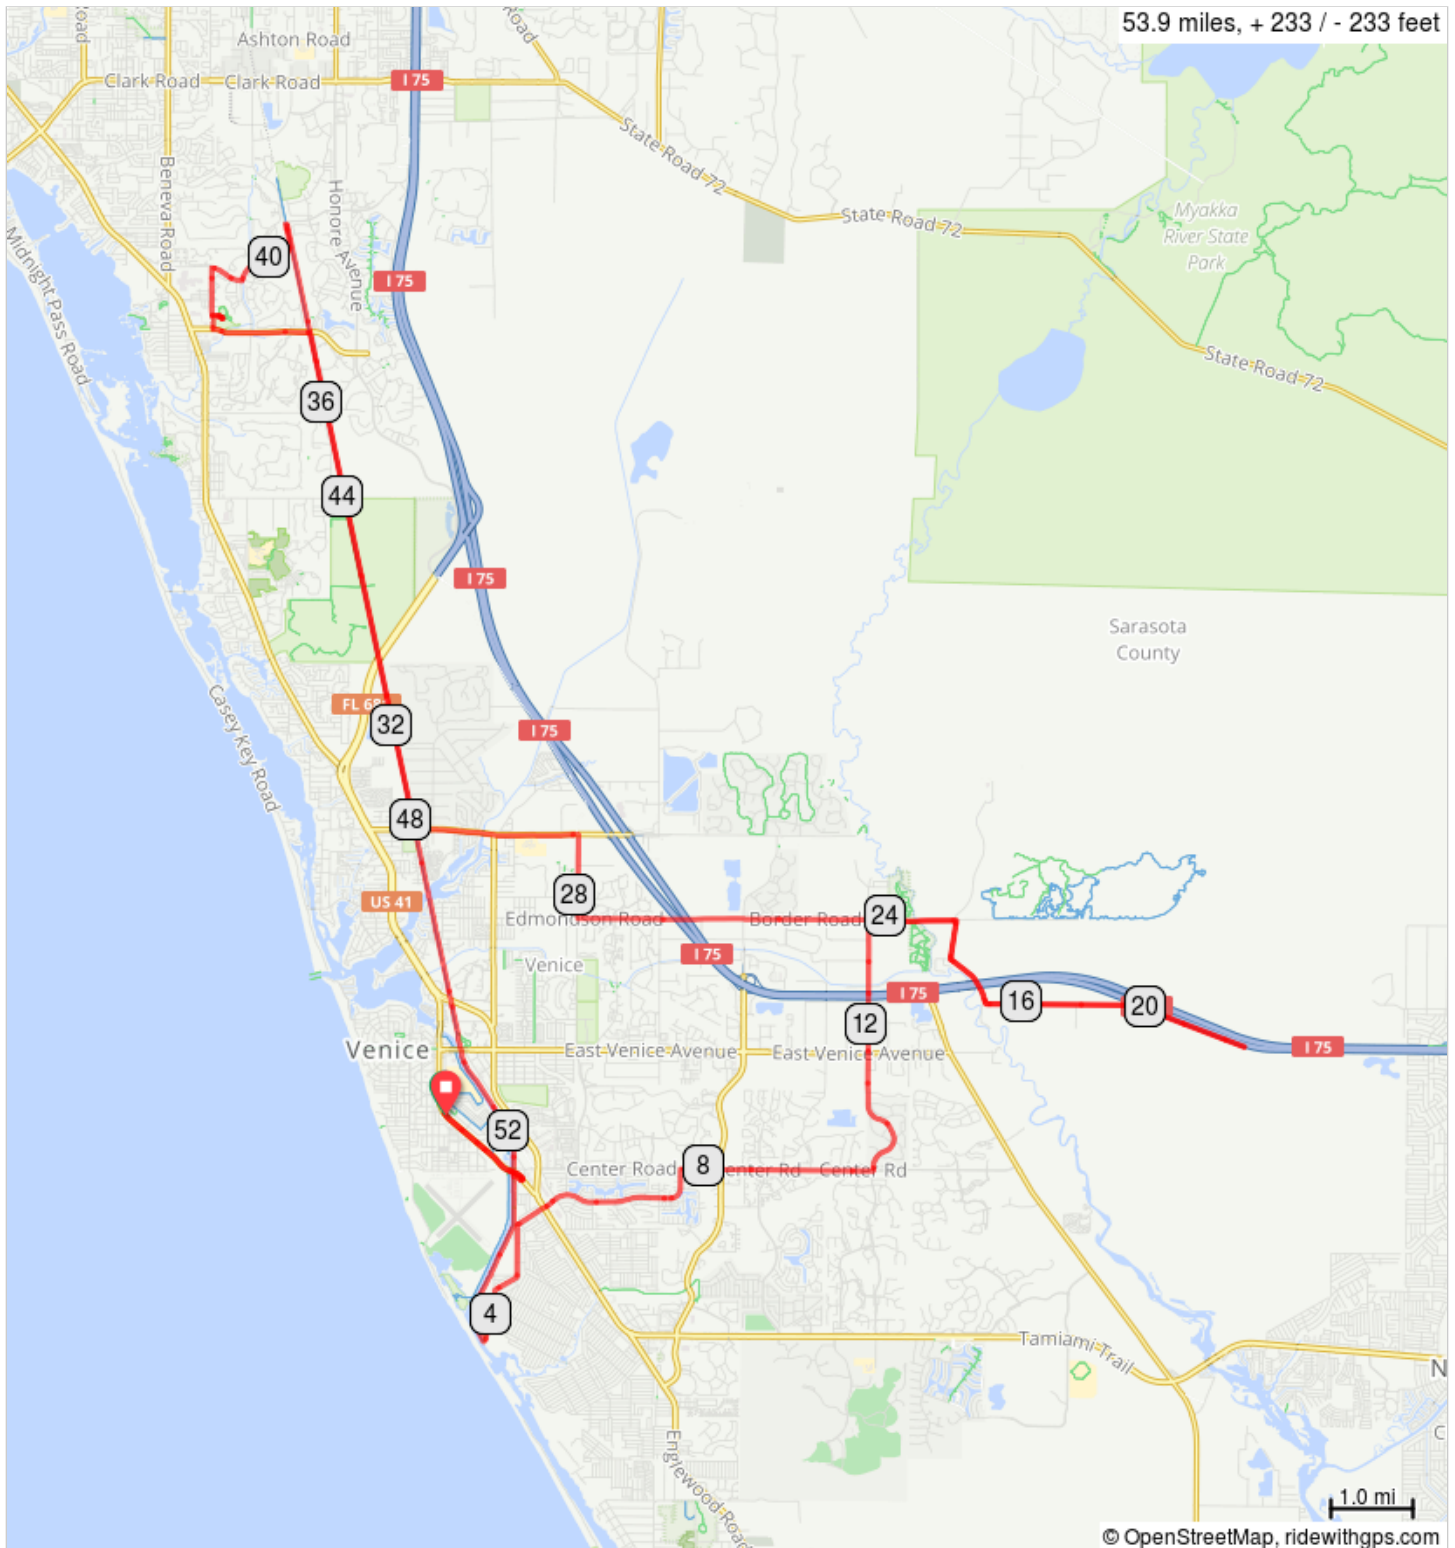 53.9 miles, + 233 / - 233 feet
Road
Road
Ashton Road
Clark Road
Clark Road
I 75
State Road 72
Beneva Road
Honore Avenue
Myakka
River State
Park
State Road 72
Midnight Pass Road
40
I 75
State Road 72
36
44
I 75
Sarasota
County
Casey Key Road
FL 68
32
I 75
48
28
US 41
Edmondson Road
Border Road
24
I 75
Venice
I 75
16
20
12
Venice
East Venice Avenue
East Venice Avenue
I 75
52
Center Road
8
enter Rd
Center Rd
4
Tamiami Trail
N
C
Englewood Road
1.0 mi
© OpenStreetMap, ridewithgps.com